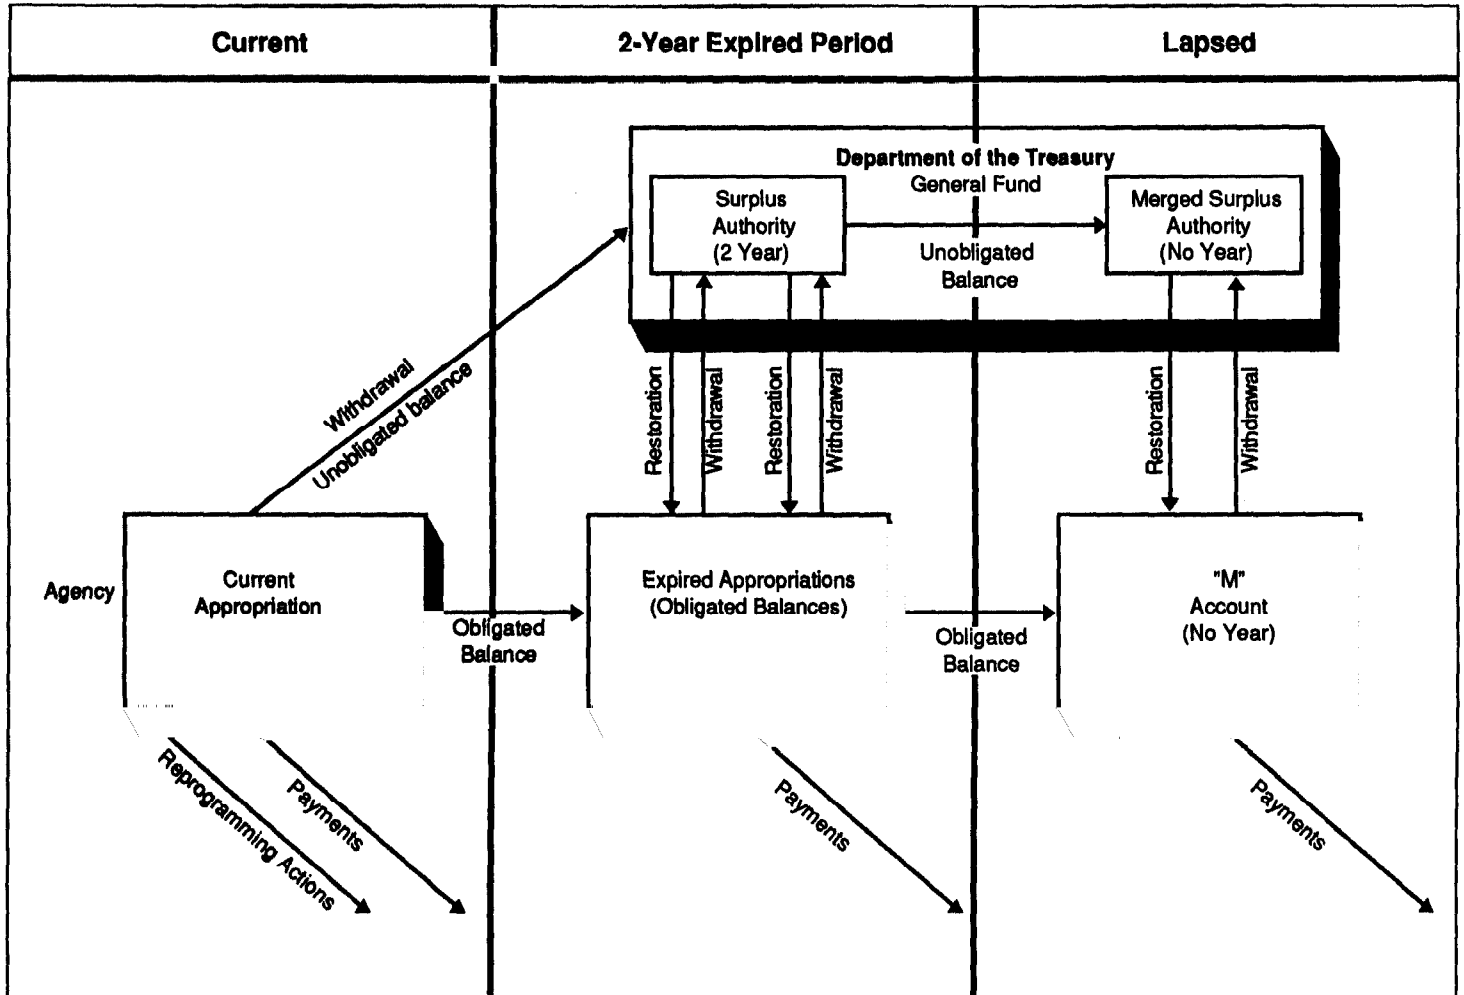 Current
2-Year Expired Period
Lapsed
Department of the Treasury
General Fund
Surplus
Authority
(2 Year)
Unobligated
Balance
Merged Surplus
Authority
(No Year)
Withdrawal
Unobligated balance
Restoration
Withdrawal
Restoration
Withdrawal
Restoration
Withdrawal
Agency
Current
Appropriation
Obligated
Balance
Expired Appropriations
(Obligated Balances)
Obligated
Balance
"M"
Account
(No Year)
Reprogramming Actions
Payments
Payments
Payments